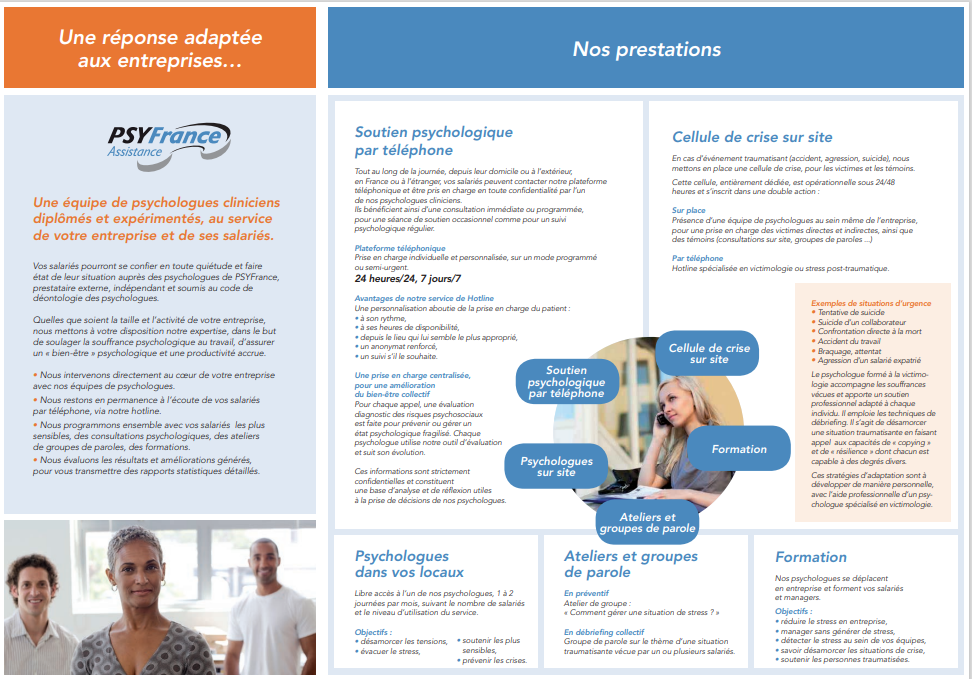 Une réponse adaptée
aux entreprises…
Nos prestations
PSYFrance
Assistance
Une équipe de psychologues cliniciens
diplômés et expérimentés, au service
de votre entreprise et de ses salariés.
Vos salariés pourront se confier en toute quiétude et faire
état de leur situation auprès des psychologues de PSYFrance,
prestataire externe, indépendant et soumis au code de
déontologie des psychologues.
Quelles que soient la taille et l'activité de votre entreprise,
nous mettons à votre disposition notre expertise, dans le but
de soulager la souffrance psychologique au travail, d'assurer
un « bien-être » psychologique et une productivité accrue.
• Nous intervenons directement au cœur de votre entreprise
avec nos équipes de psychologues.
• Nous restons en permanence à l'écoute de vos salariés
par téléphone, via notre hotline.
• Nous programmons ensemble avec vos salariés les plus
sensibles, des consultations psychologiques, des ateliers
de groupes de paroles, des formations.
• Nous évaluons les résultats et améliorations générés,
pour vous transmettre des rapports statistiques détaillés.
Soutien psychologique
par téléphone
Tout au long de la journée, depuis leur domicile ou à l'extérieur,
en France ou à l'étranger, vos salariés peuvent contacter notre plateforme
téléphonique et être pris en charge en toute confidentialité par l'un
de nos psychologues cliniciens.
Ils bénéficient ainsi d'une consultation immédiate ou programmée,
pour une séance de soutien occasionnel comme pour un suivi
psychologique régulier.
Plateforme téléphonique
Prise en charge individuelle et personnalisée, sur un mode programmé
ou semi-urgent.
24 heures/24, 7 jours/7
Avantages de notre service de Hotline
Une personnalisation aboutie de la prise en charge du patient :
• à son rythme,
• à ses heures de disponibilité,
• depuis le lieu qui lui semble le plus approprié,
• un anonymat renforcé,
• un suivi s'il le souhaite.
Une prise en charge centralisée,
pour une amélioration
du bien-être collectif
Pour chaque appel, une évaluation
diagnostic des risques psychosociaux
est faite pour prévenir ou gérer un
état psychologique fragilisé. Chaque
psychologue utilise notre outil d'évaluation
et suit son évolution.
Ces informations sont strictement
confidentielles et constituent
une base d'analyse et de réflexion utiles
à la prise de décisions de nos psychologues.
Cellule de crise sur site
En cas d'événement traumatisant (accident, agression, suicide), nous
mettons en place une cellule de crise, pour les victimes et les témoins.
Cette cellule, entièrement dédiée, est opérationnelle sous 24/48
heures et s'inscrit dans une double action :
Sur place
Présence d'une équipe de psychologues au sein même de l'entreprise,
pour une prise en charge des victimes directes et indirectes, ainsi que
des témoins (consultations sur site, groupes de paroles ...)
Par téléphone
Hotline spécialisée en victimologie ou stress post-traumatique.
Exemples de situations d'urgence
• Tentative de suicide
• Suicide d'un collaborateur
• Confrontation directe à la mort
• Accident du travail
• Braquage, attentat
• Agression d'un salarié expatrié
Le psychologue formé à la victimo-
logie accompagne les souffrances
vécues et apporte un soutien
professionnel adapté à chaque
individu. Il emploie les techniques de
débriefing. Il s'agit de désamorcer
une situation traumatisante en faisant
appel aux capacités de « copying »
et de « résilience » dont chacun est
capable à des degrés divers.
Ces stratégies d'adaptation sont à
développer de manière personnelle,
avec l'aide professionnelle d'un psy-
chologue spécialisé en victimologie.
Cellule de crise
sur site
Soutien
psychologique
par téléphone
Formation
Psychologues
sur site
Ateliers et
groupes de parole
Psychologues
dans vos locaux
Libre accès à l'un de nos psychologues, 1 à 2
journées par mois, suivant le nombre de salariés
et le niveau d'utilisation du service.
Objectifs :
• désamorcer les tensions,
• évacuer le stress,
• soutenir les plus
sensibles,
• prévenir les crises.
Ateliers et groupes
de parole
En préventif
Atelier de groupe :
« Comment gérer une situation de stress ? »
En débriefing collectif
Groupe de parole sur le thème d'une situation
traumatisante vécue par un ou plusieurs salariés.
Formation
Nos psychologues se déplacent
en entreprise et forment vos salariés
et managers.
Objectifs :
• réduire le stress en entreprise,
• manager sans générer de stress,
• détecter le stress au sein de vos équipes,
• savoir désamorcer les situations de crise,
• soutenir les personnes traumatisées.